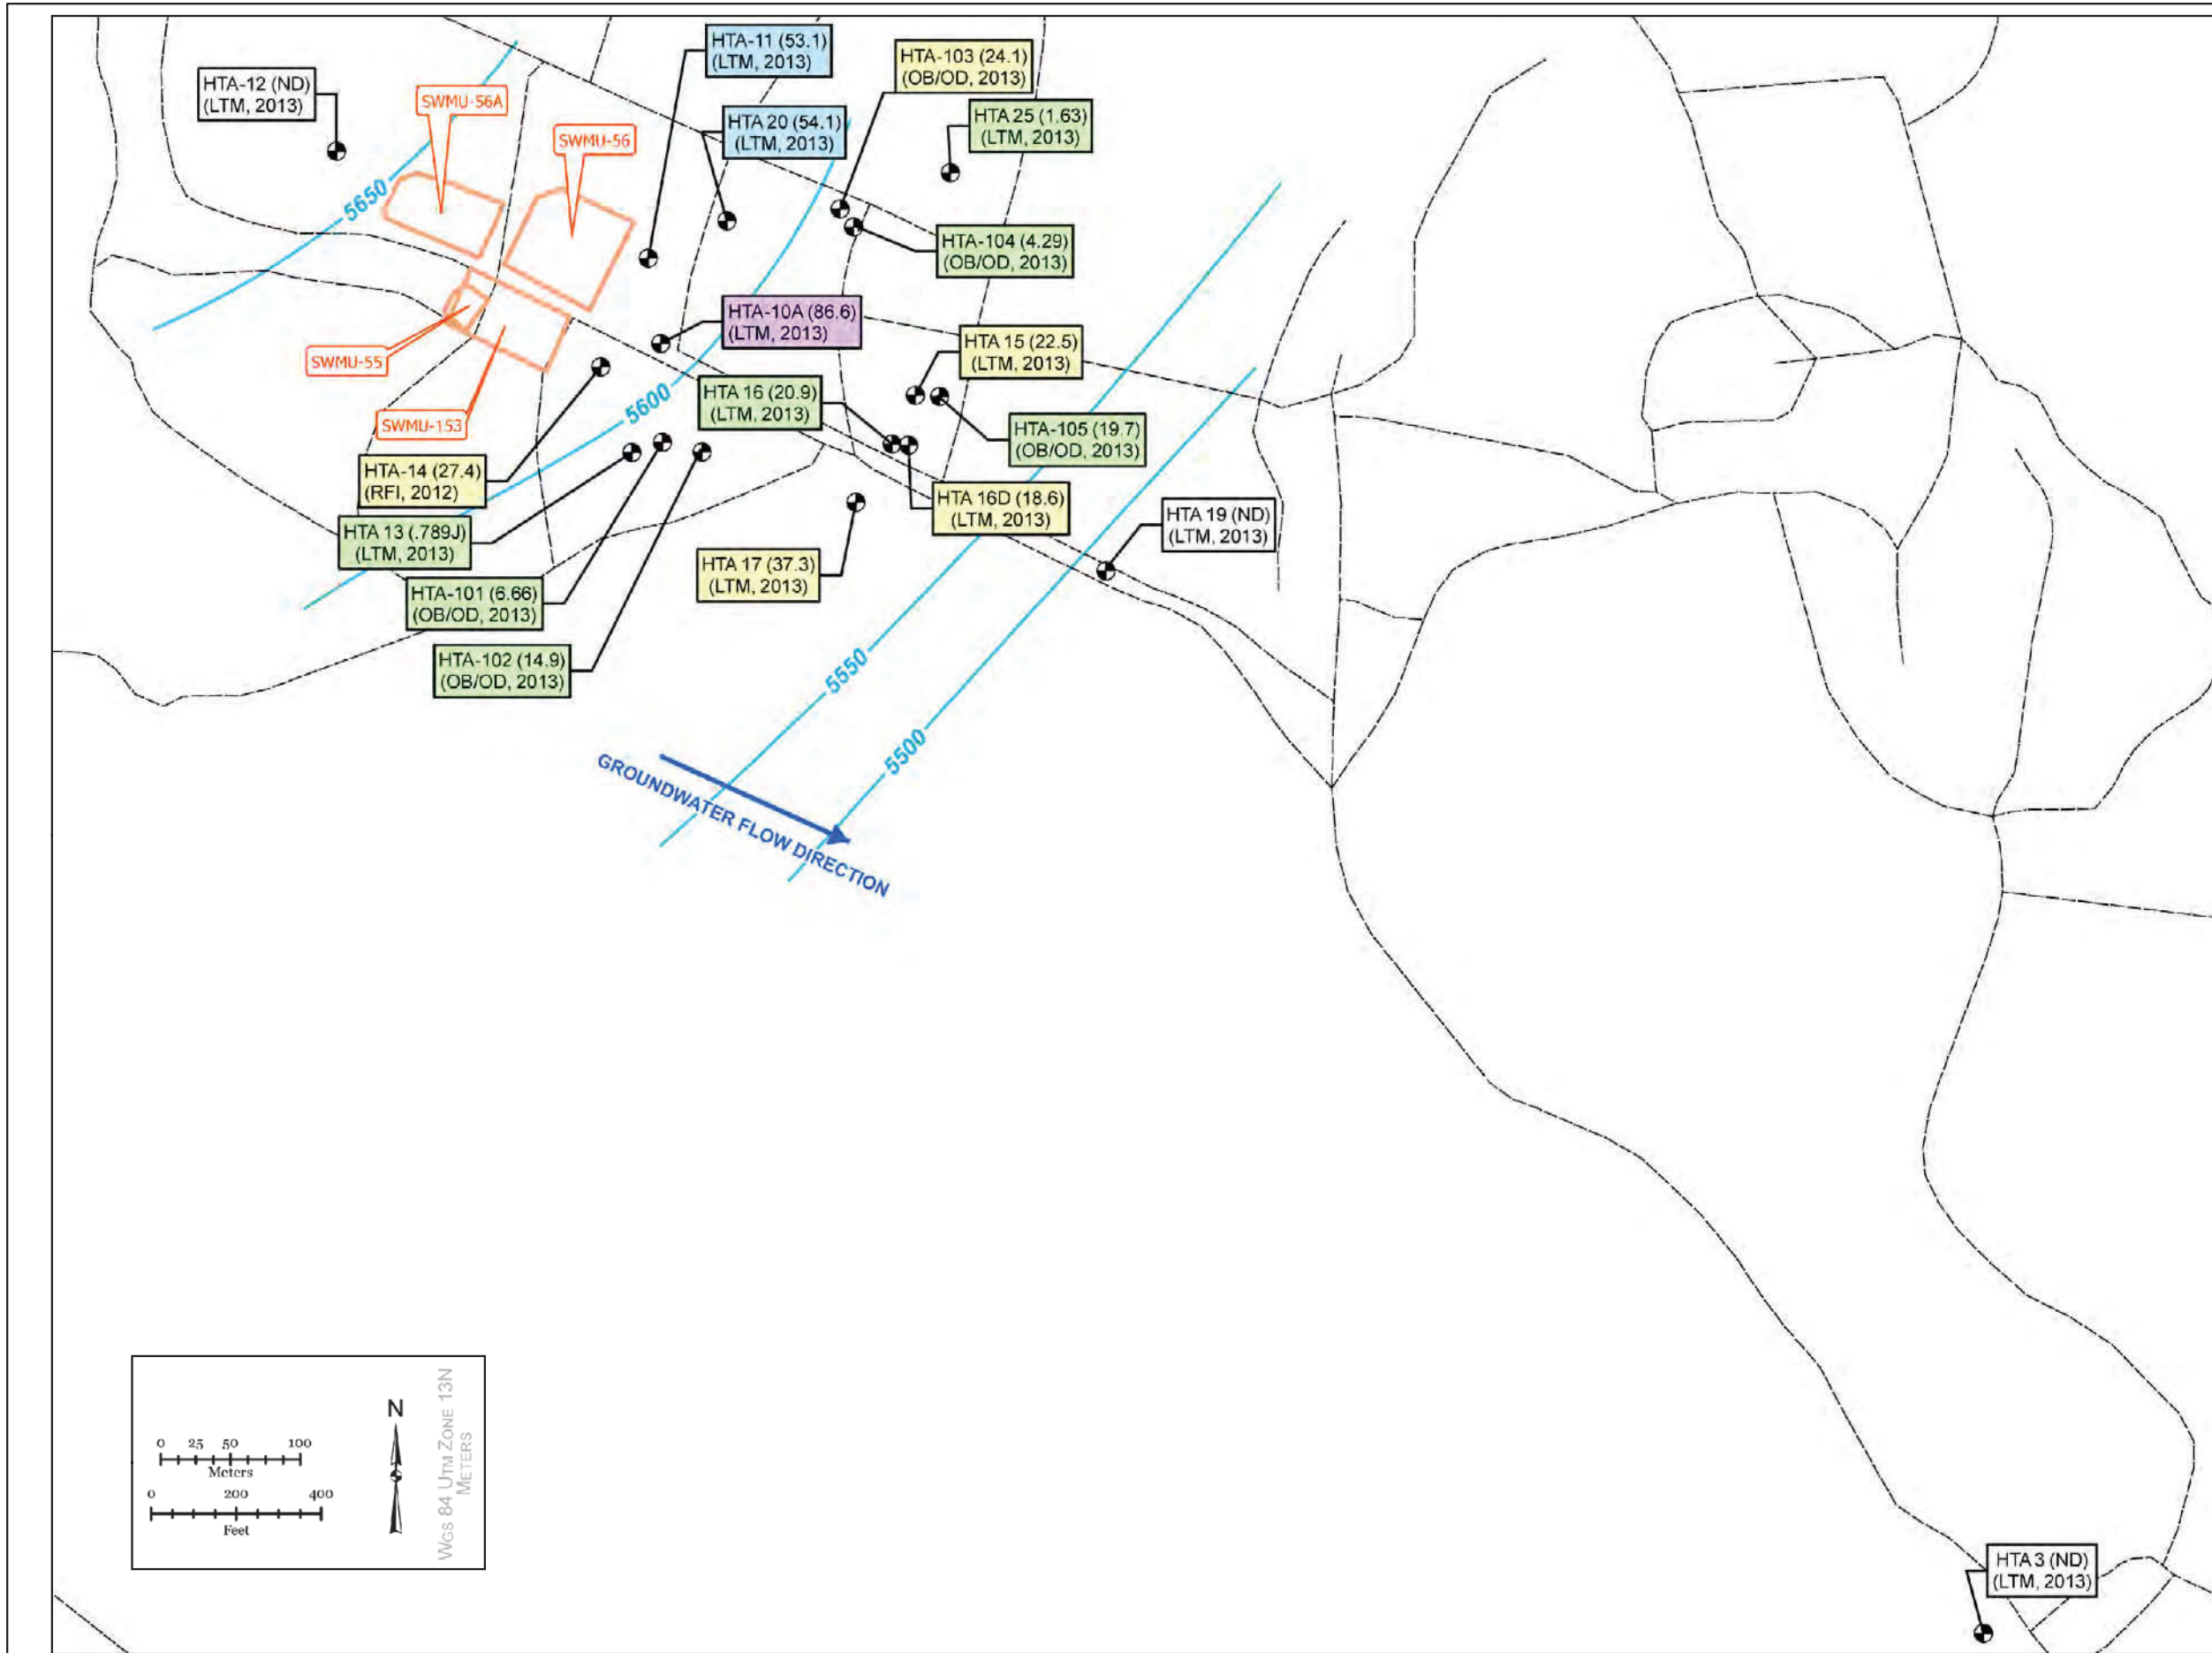 HTA-11 (53.1)
(LTM, 2013)
HTA-103 (24.1)
(OB/OD, 2013)
HTA-12 (ND)
(LTM, 2013)
SWMU-56A
HTA 25 (1.63)
(LTM, 2013)
HTA 20 (54.1)
(LTM, 2013)
SWMU-56
5650
HTA-104 (4.29)
(OB/OD, 2013)
HTA-10A (86.6)
(LTM, 2013)
HTA 15 (22.5)
(LTM, 2013)
SWMU-55
HTA 16 (20.9)
(LTM, 2013)
5600
SWMU-153
HTA-105 (19.7)
(OB/OD, 2013)
HTA-14 (27.4)
(RFI, 2012)
HTA 16D (18.6)
(LTM, 2013)
HTA 19 (ND)
(LTM, 2013)
HTA 13 (.789J)
(LTM, 2013)
HTA 17 (37.3)
(LTM, 2013)
HTA-101 (6.66)
(OB/OD, 2013)
HTA-102 (14.9)
(OB/OD, 2013)
5550
5500
GROUNDWATER FLOW DIRECTION
0 25 50 100
Meters
0 200 400
Feet
N
WGS 84 UTM ZONE 13N
METERS
HTA 3 (ND)
(LTM, 2013)